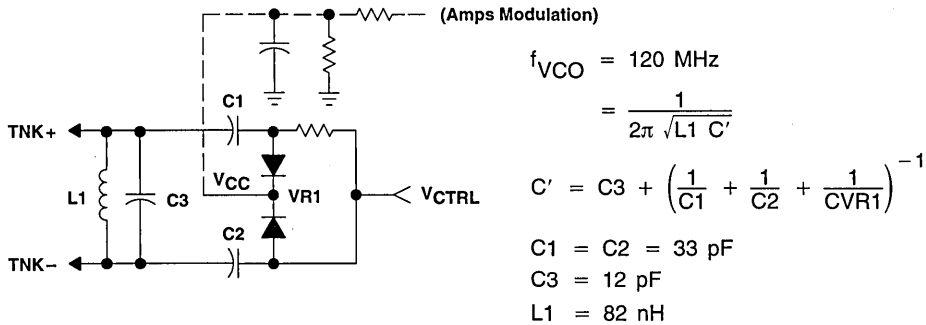 (Amps Modulation)
C1
TNK+
L1
C3
VCC
VR1
VCTRL
C2
TNK−
fVCO = 120 MHz
= 1 / 2π √L1 C'
C' = C3 + (1/C1 + 1/C2 + 1/CVR1)⁻¹
C1 = C2 = 33 pF
C3 = 12 pF
L1 = 82 nH